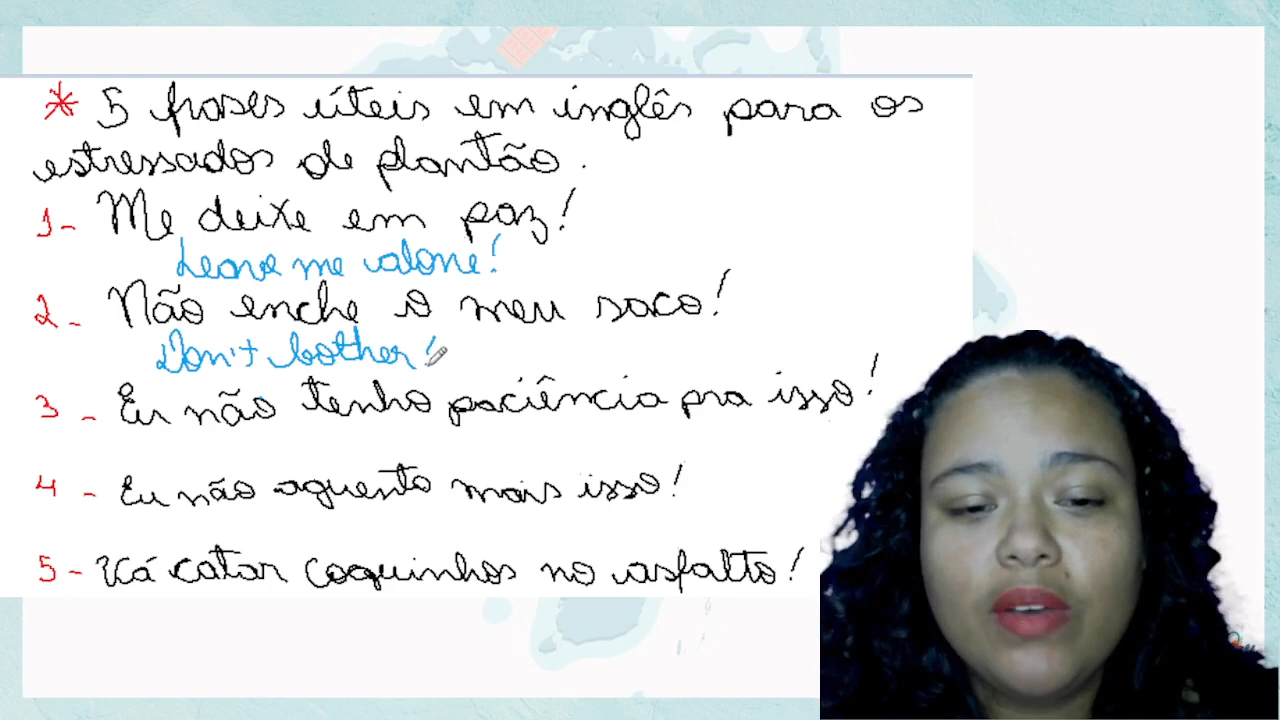 * 5 frases úteis em inglês para os
estressados de plantão.
1- Me deixe em paz!
Leave me alone!
2- Não enche o meu saco!
Don't bother!
3- Eu não tenho paciência pra isso!
4- Eu não aguento mais isso!
5- Vá catar coquinhos no asfalto!